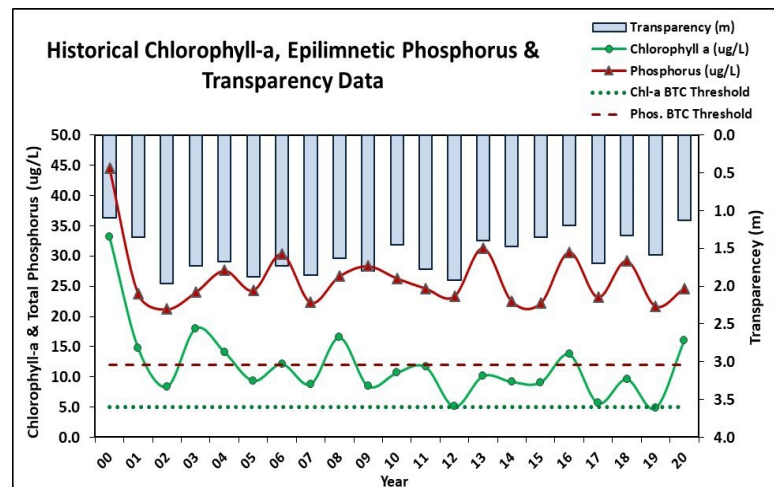 Historical Chlorophyll-a, Epilimnetic Phosphorus &
Transparency Data
Transparency (m)
Chlorophyll a (ug/L)
Phosphorus (ug/L)
Chl-a BTC Threshold
Phos. BTC Threshold
Chlorophyll-a & Total Phosphorus (ug/L)
50.0
45.0
40.0
35.0
30.0
25.0
20.0
15.0
10.0
5.0
0.0
0.0
0.5
1.0
1.5
2.0
2.5
3.0
3.5
4.0
Transparencey (m)
00 01 02 03 04 05 06 07 08 09 10 11 12 13 14 15 16 17 18 19 20
Year